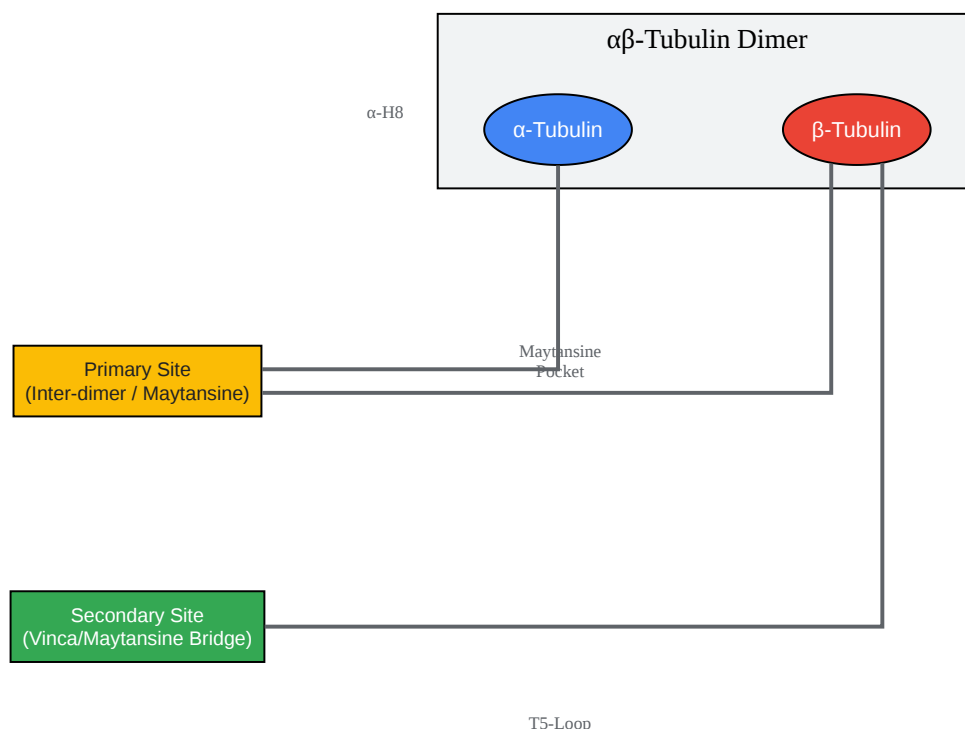 αβ-Tubulin Dimer
α-H8
α-Tubulin
β-Tubulin
Maytansine
Pocket
Primary Site
(Inter-dimer / Maytansine)
Secondary Site
(Vinca/Maytansine Bridge)
T5-Loop